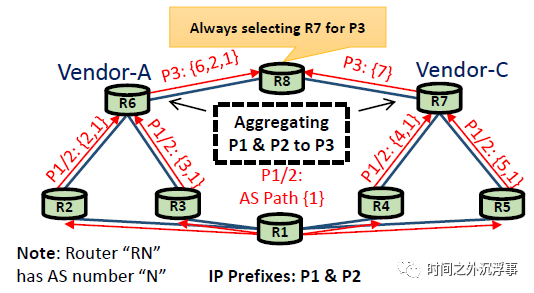 Always selecting R7 for P3
P3: {6,2,1}
P3: {7}
Vendor-A
R8
Vendor-C
R6
R7
Aggregating
P1 & P2 to P3
P1/2: {2,1}
P1/2: {3,1}
P1/2: {4,1}
P1/2: {5,1}
P1/2:
AS Path {1}
R2
R3
R1
R4
R5
Note: Router “RN”
has AS number “N”
IP Prefixes: P1 & P2
时间之外沉浮事